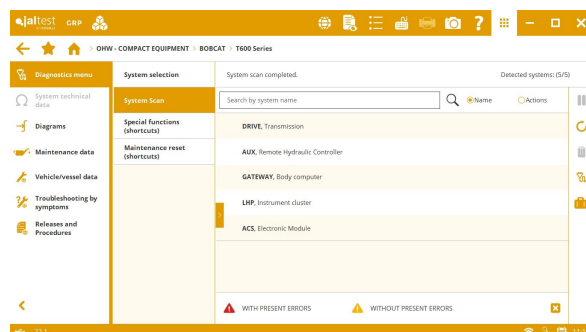 jaltest GRP
OHW - COMPACT EQUIPMENT > BOBCAT > T600 Series
Diagnostics menu
System technical data
Diagrams
Maintenance data
Vehicle/vessel data
Troubleshooting by symptoms
Releases and Procedures
System selection
System Scan
Special functions (shortcuts)
Maintenance reset (shortcuts)
System scan completed.
Detected systems: (5/5)
Search by system name
Name
Actions
DRIVE, Transmission
AUX, Remote Hydraulic Controller
GATEWAY, Body computer
LHP, Instrument cluster
ACS, Electronic Module
WITH PRESENT ERRORS
WITHOUT PRESENT ERRORS